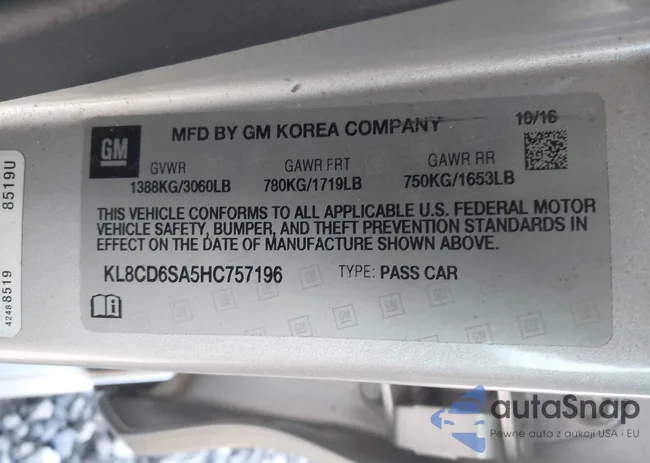 MFD BY GM KOREA COMPANY
10/16
GM
GVWR
GAWR FRT
GAWR RR
1388KG/3060LB
780KG/1719LB
750KG/1653LB
THIS VEHICLE CONFORMS TO ALL APPLICABLE U.S. FEDERAL MOTOR
VEHICLE SAFETY, BUMPER, AND THEFT PREVENTION STANDARDS IN
EFFECT ON THE DATE OF MANUFACTURE SHOWN ABOVE.
KL8CD6SA5HC757196
TYPE: PASS CAR
8519U
42488519
autaSnap
Pewne auta z aukcji USA i EU